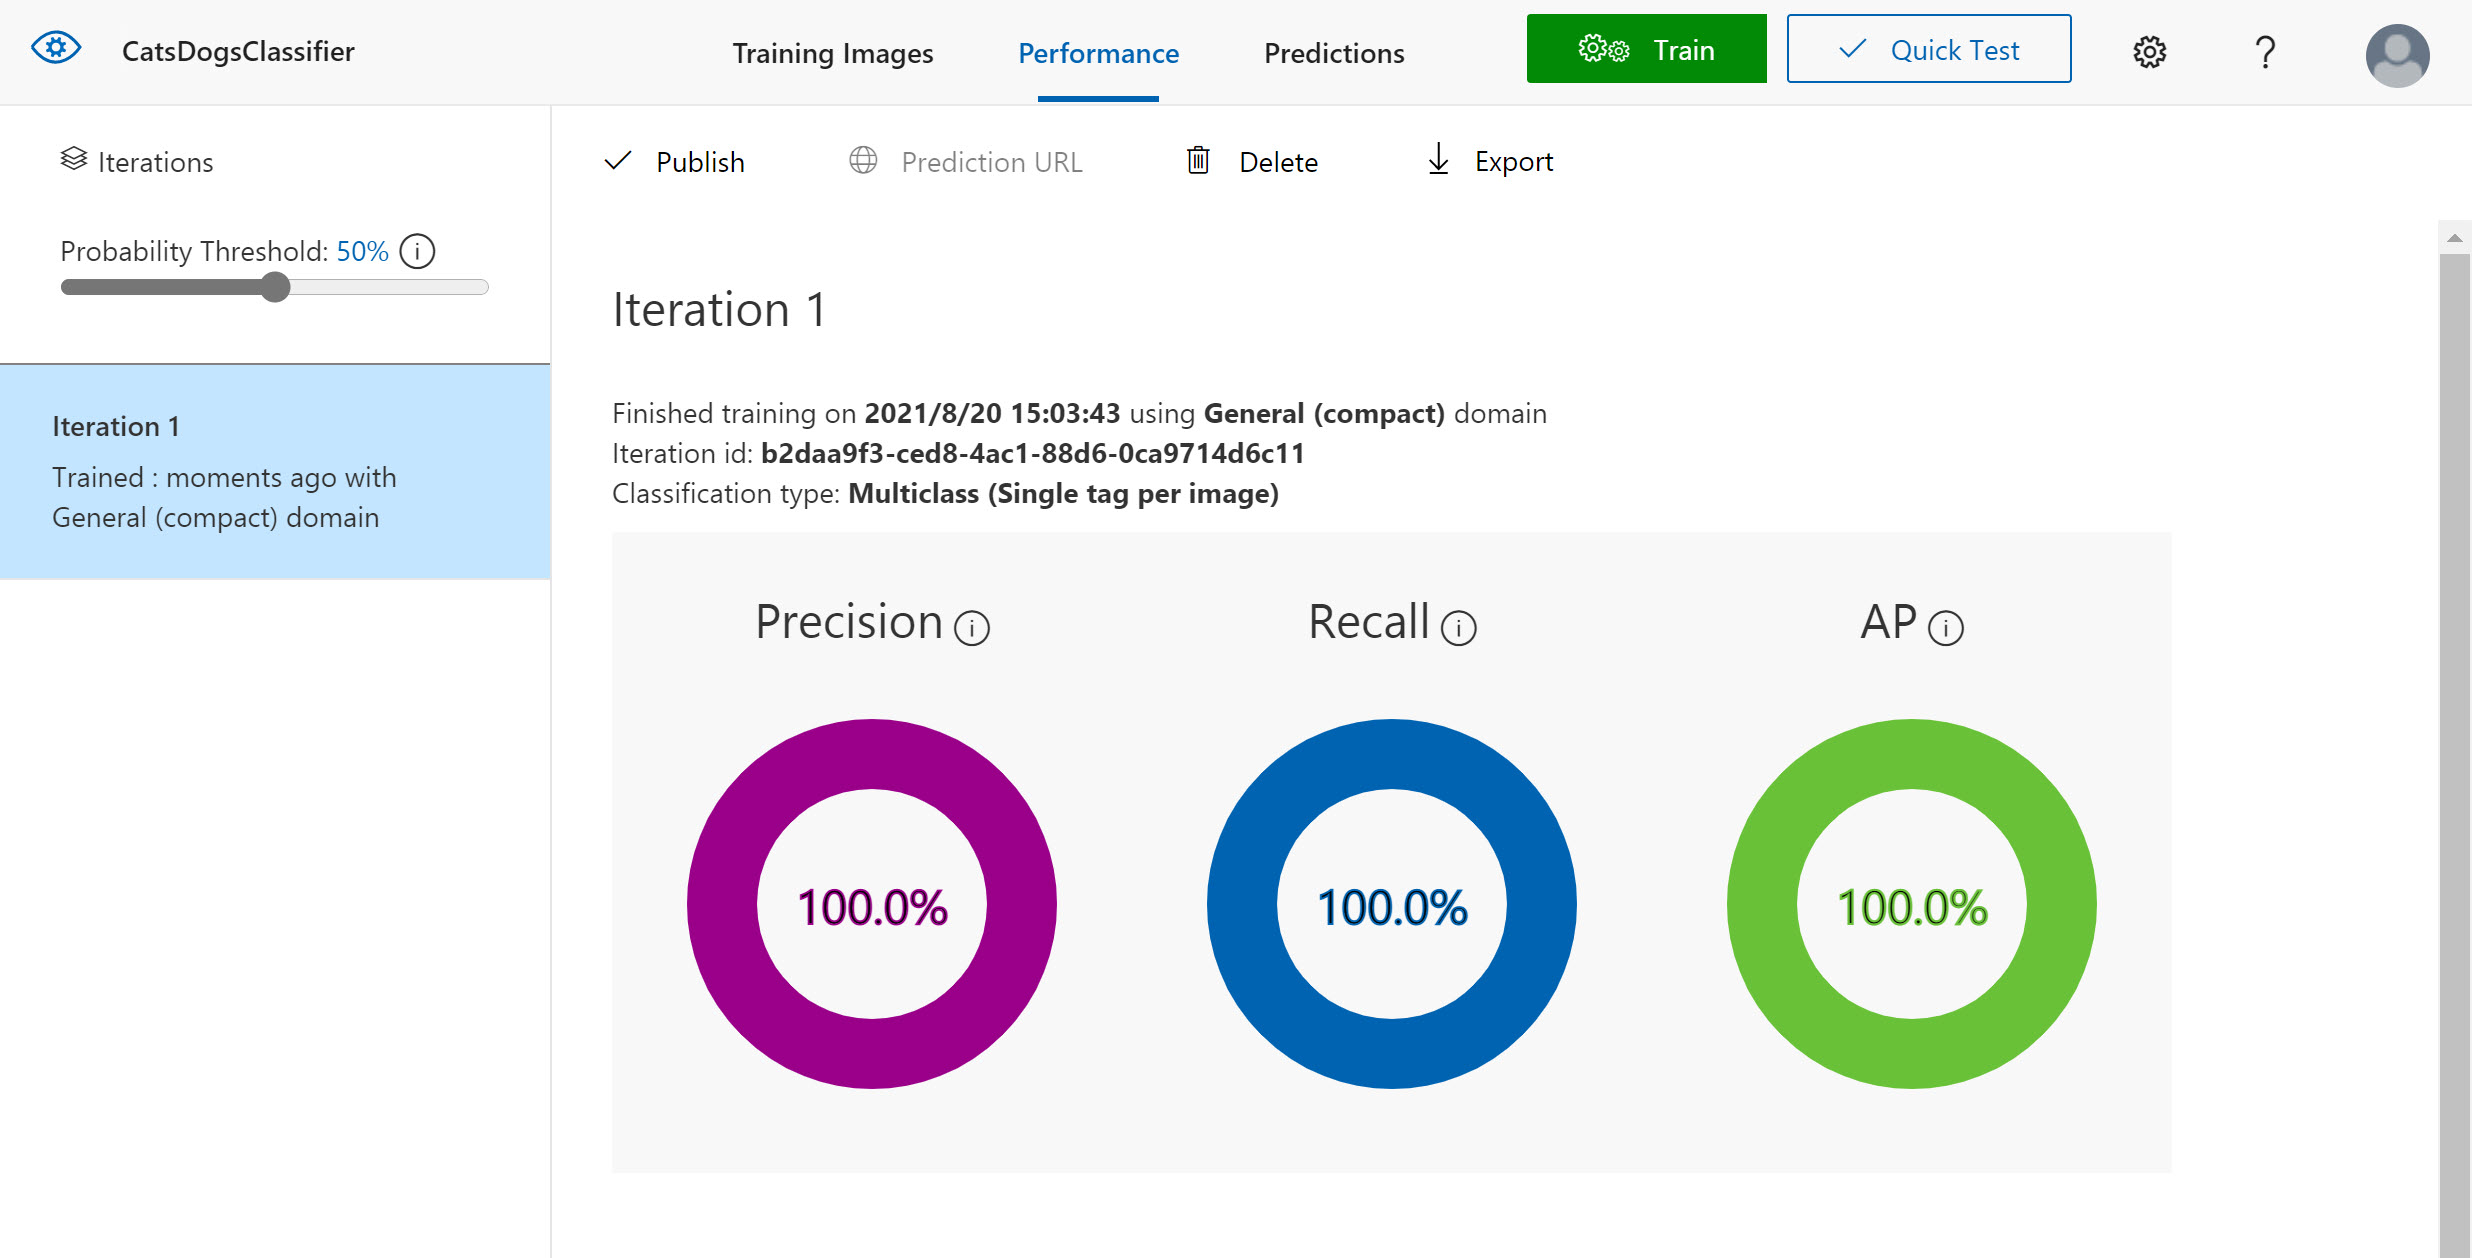 CatsDogsClassifier
Training Images
Performance
Predictions
Train
Quick Test
?
Iterations
Probability Threshold: 50%
Iteration 1
Trained : moments ago with
General (compact) domain
Publish
Prediction URL
Delete
Export
Iteration 1
Finished training on 2021/8/20 15:03:43 using General (compact) domain
Iteration id: b2daa9f3-ced8-4ac1-88d6-0ca9714d6c11
Classification type: Multiclass (Single tag per image)
Precision
Recall
AP
100.0%
100.0%
100.0%